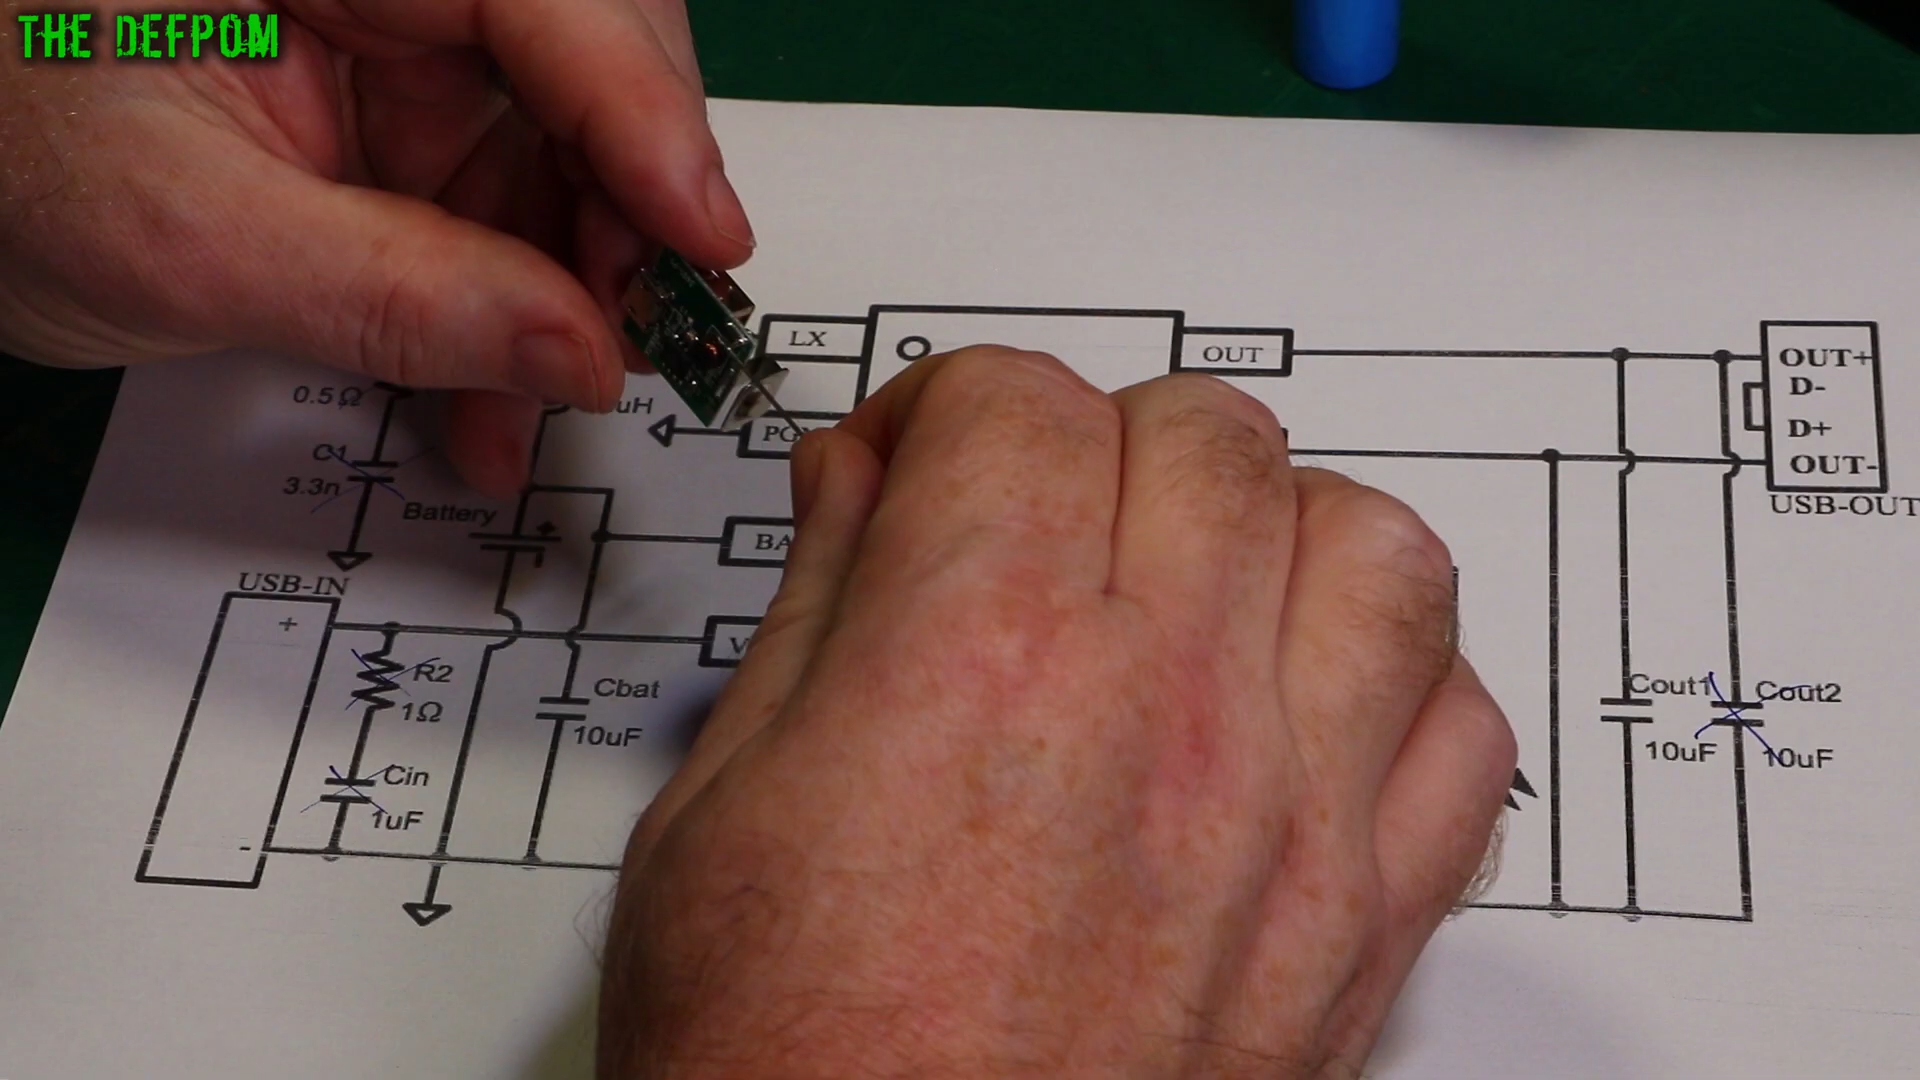 THE DEFPOM
LX
OUT
OUT+
D-
D+
OUT-
USB-OUT
0.5Ω
uH
C1
3.3n
Battery
USB-IN
+
R2
1Ω
Cbat
10uF
Cin
1uF
-
Cout1
10uF
Cout2
10uF